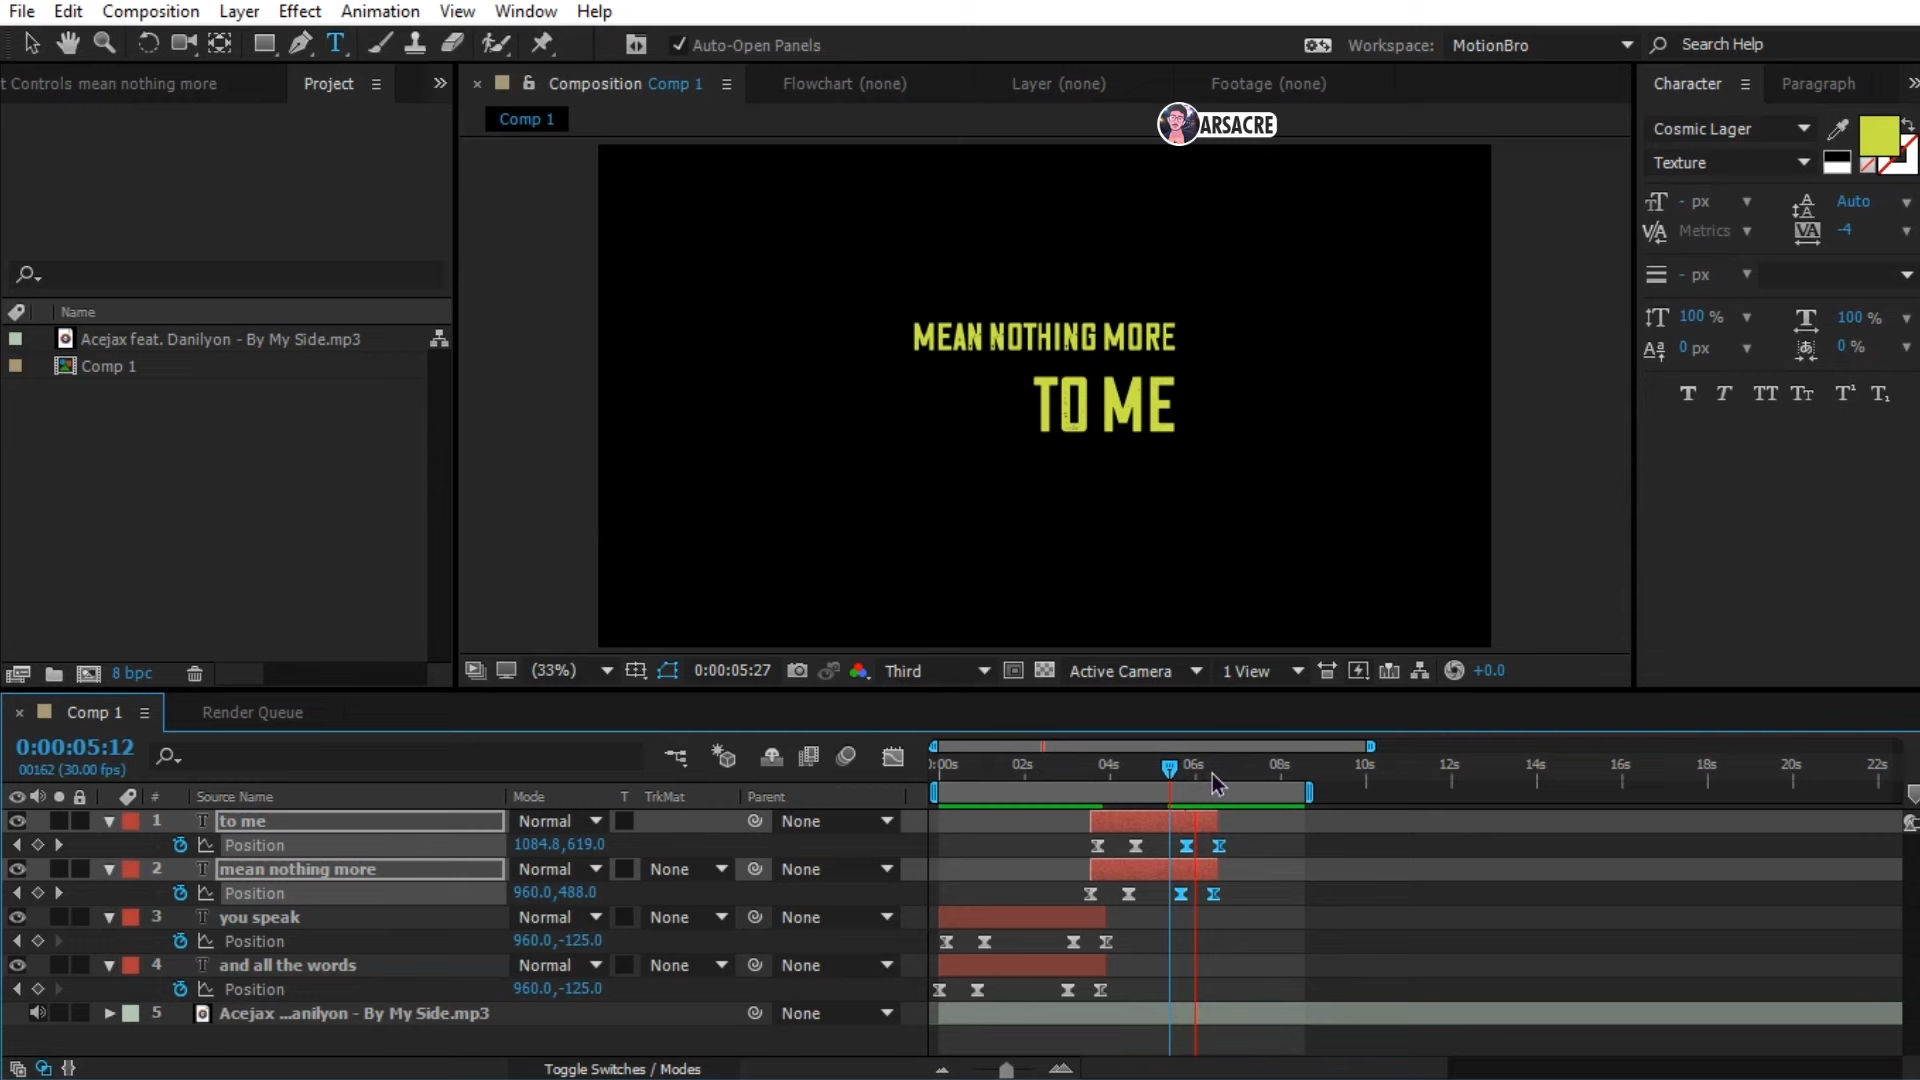 File Edit Composition Layer Effect Animation View Window Help
Auto-Open Panels
Workspace: MotionBro
Search Help
t Controls mean nothing more
Project
Composition Comp 1
Flowchart (none)
Layer (none)
Footage (none)
Character
Paragraph
Comp 1
ARSACRE
Cosmic Lager
Texture
- px
Auto
Metrics
-4
- px
100 %
100 %
0 px
0 %
T T TT Tт T¹ T₁
Name
Acejax feat. Danilyon - By My Side.mp3
Comp 1
MEAN NOTHING MORE
TO ME
8 bpc
(33%)
0:00:05:27
Third
Active Camera
1 View
+0.0
Comp 1
Render Queue
0:00:05:12
00162 (30.00 fps)
):00s 02s 04s 06s 08s 10s 12s 14s 16s 18s 20s 22s
# Source Name Mode T TrkMat Parent
1 T to me Normal None
Position 1084.8,619.0
2 T mean nothing more Normal None None
Position 960.0,488.0
3 T you speak Normal None None
Position 960.0,-125.0
4 T and all the words Normal None None
Position 960.0,-125.0
5 Acejax ...anilyon - By My Side.mp3 None
Toggle Switches / Modes